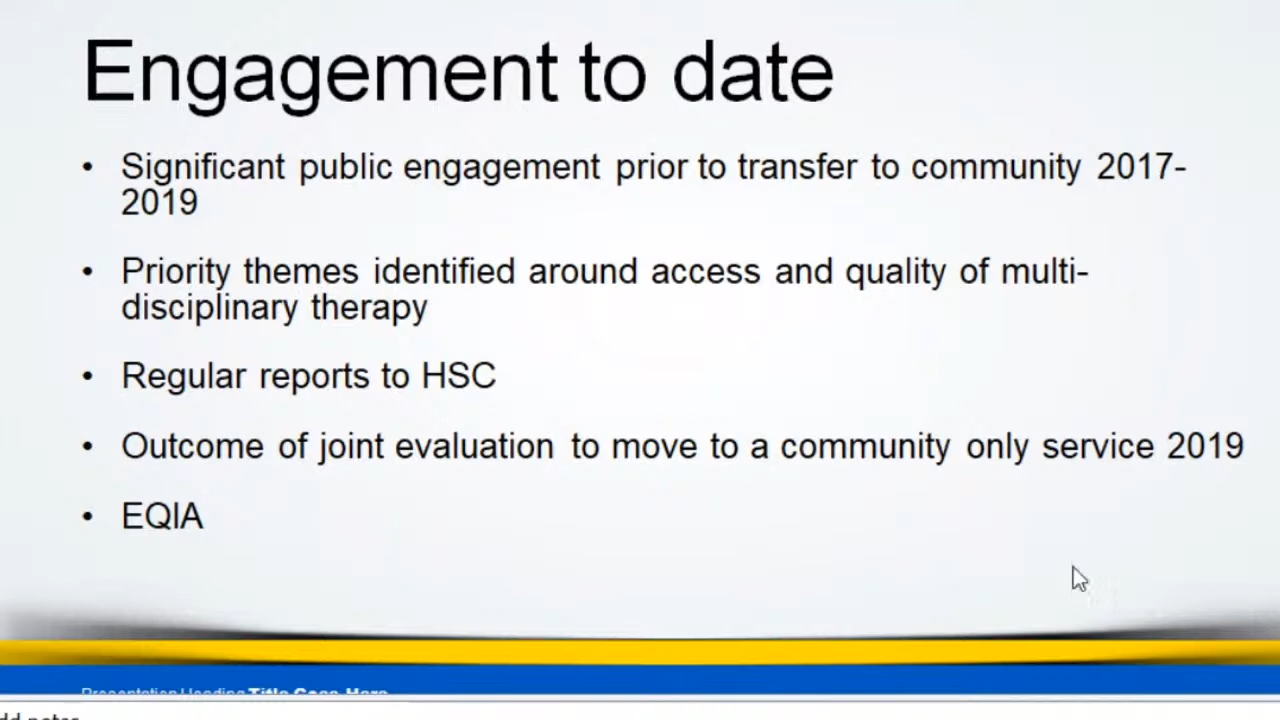 Engagement to date
• Significant public engagement prior to transfer to community 2017-
2019
• Priority themes identified around access and quality of multi-
disciplinary therapy
• Regular reports to HSC
• Outcome of joint evaluation to move to a community only service 2019
• EQIA
Presentation Heading Title Goes Here